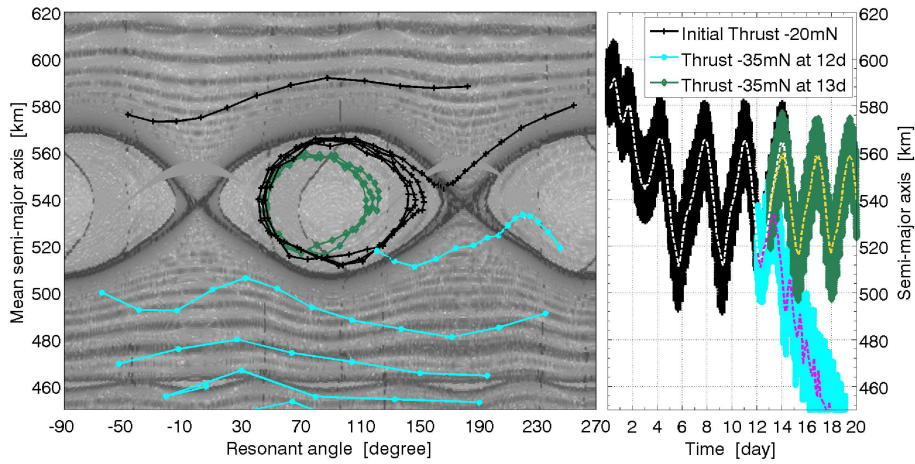 620
600
580
560
540
520
500
480
460
Mean semi-major axis [km]
-90 -50 -10 30 70 110 150 190 230 270
Resonant angle [degree]
Initial Thrust -20mN
Thrust -35mN at 12d
Thrust -35mN at 13d
2 4 6 8 10 12 14 16 18 20
Time [day]
620
600
580
560
540
520
500
480
460
Semi-major axis [km]